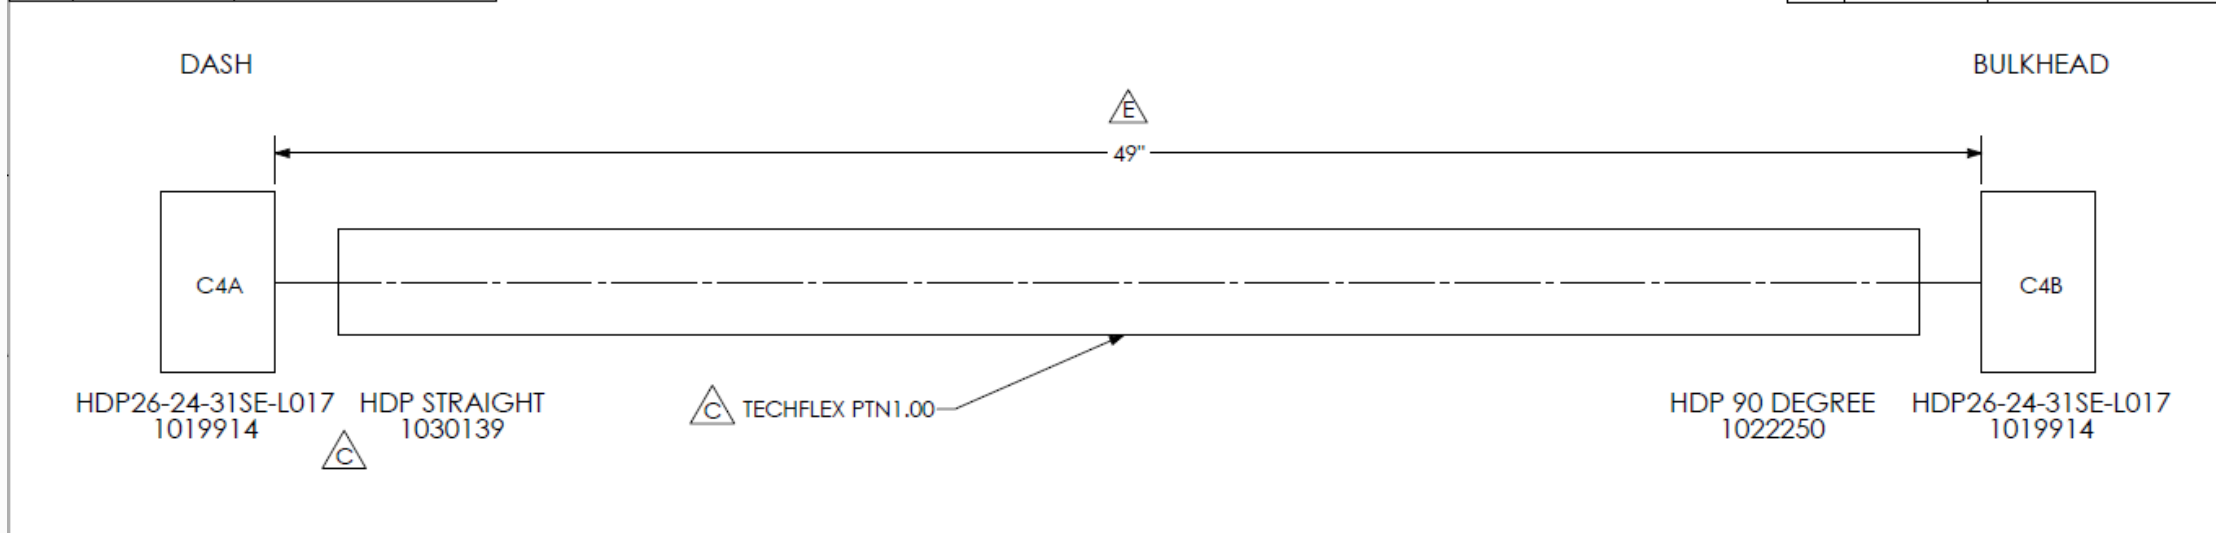 DASH
BULKHEAD
E
49"
C4A
C4B
HDP26-24-31SE-L017
1019914
HDP STRAIGHT
1030139
C
C TECHFLEX PTN1.00
HDP 90 DEGREE
1022250
HDP26-24-31SE-L017
1019914